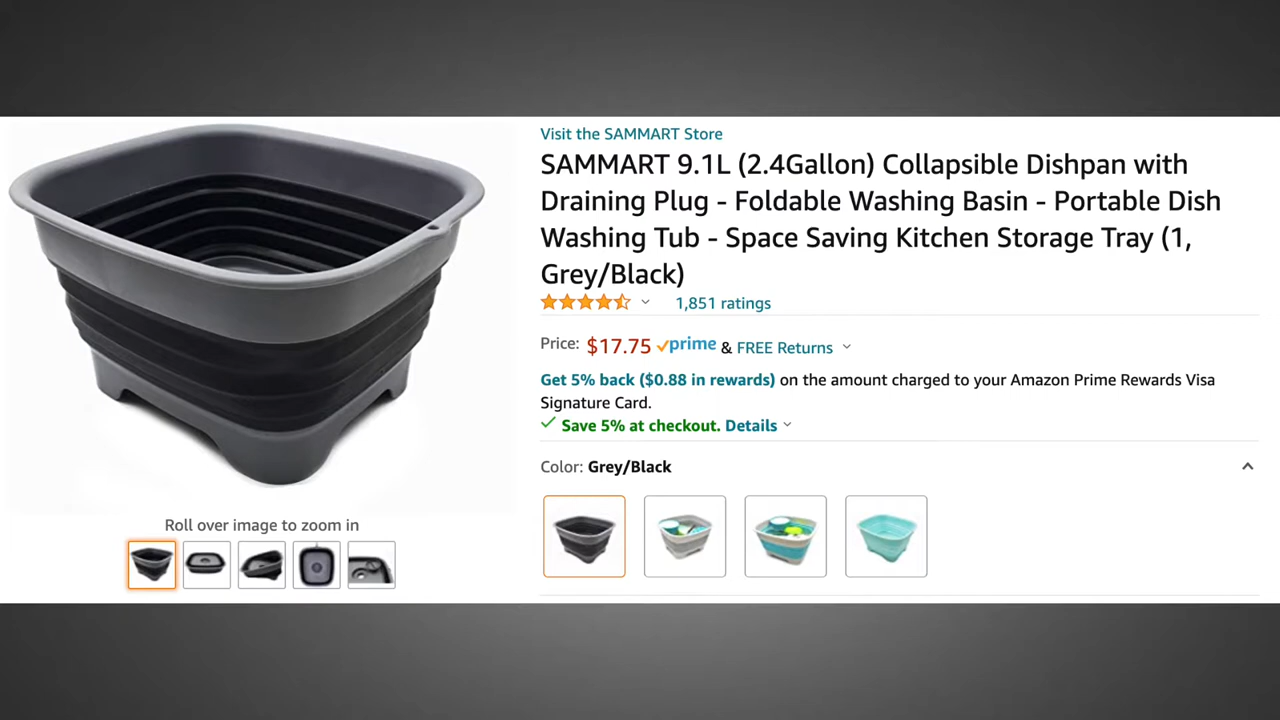 Visit the SAMMART Store
SAMMART 9.1L (2.4Gallon) Collapsible Dishpan with
Draining Plug - Foldable Washing Basin - Portable Dish
Washing Tub - Space Saving Kitchen Storage Tray (1,
Grey/Black)
1,851 ratings
Price: $17.75 prime & FREE Returns
Get 5% back ($0.88 in rewards) on the amount charged to your Amazon Prime Rewards Visa
Signature Card.
Save 5% at checkout. Details
Color: Grey/Black
Roll over image to zoom in